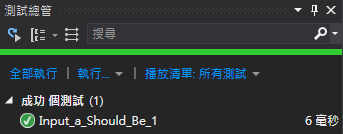 測試總管
搜尋
全部執行 執行... 播放清單: 所有測試
成功 個測試 (1)
Input_a_Should_Be_1 6 毫秒